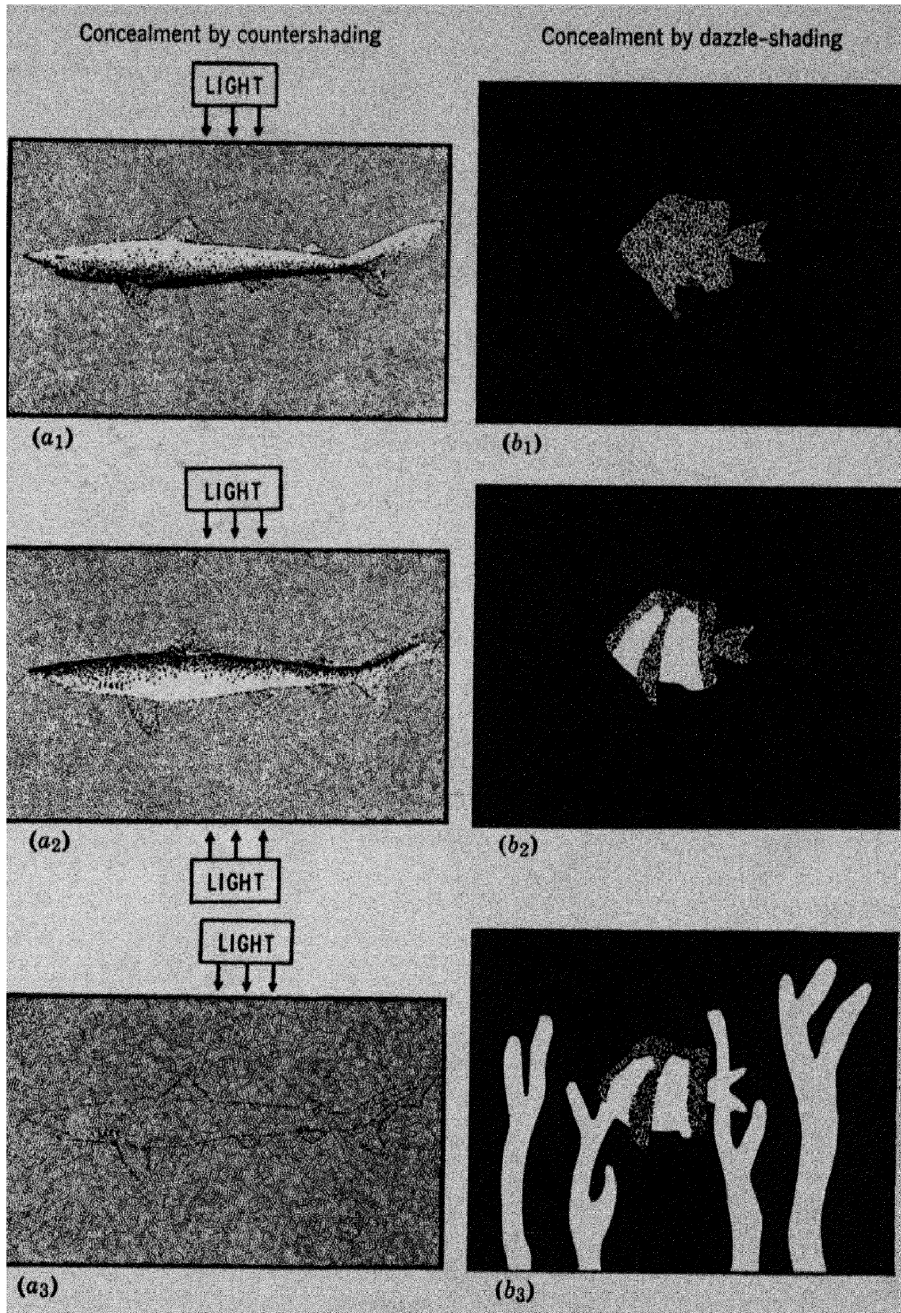 Concealment by countershading
Concealment by dazzle-shading
LIGHT
(a1)
(b1)
LIGHT
(a2)
(b2)
LIGHT
LIGHT
(a3)
(b3)